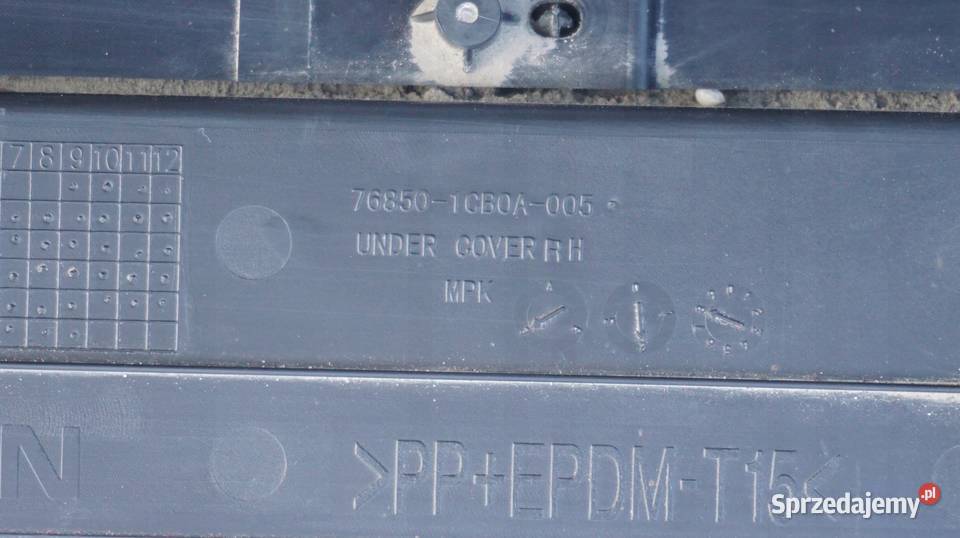 7 8 9 10 11 12
76850-1CB0A-005
UNDER COVER RH
MPK
N
>PP+EPDM-T15<
Sprzedajemy.pl